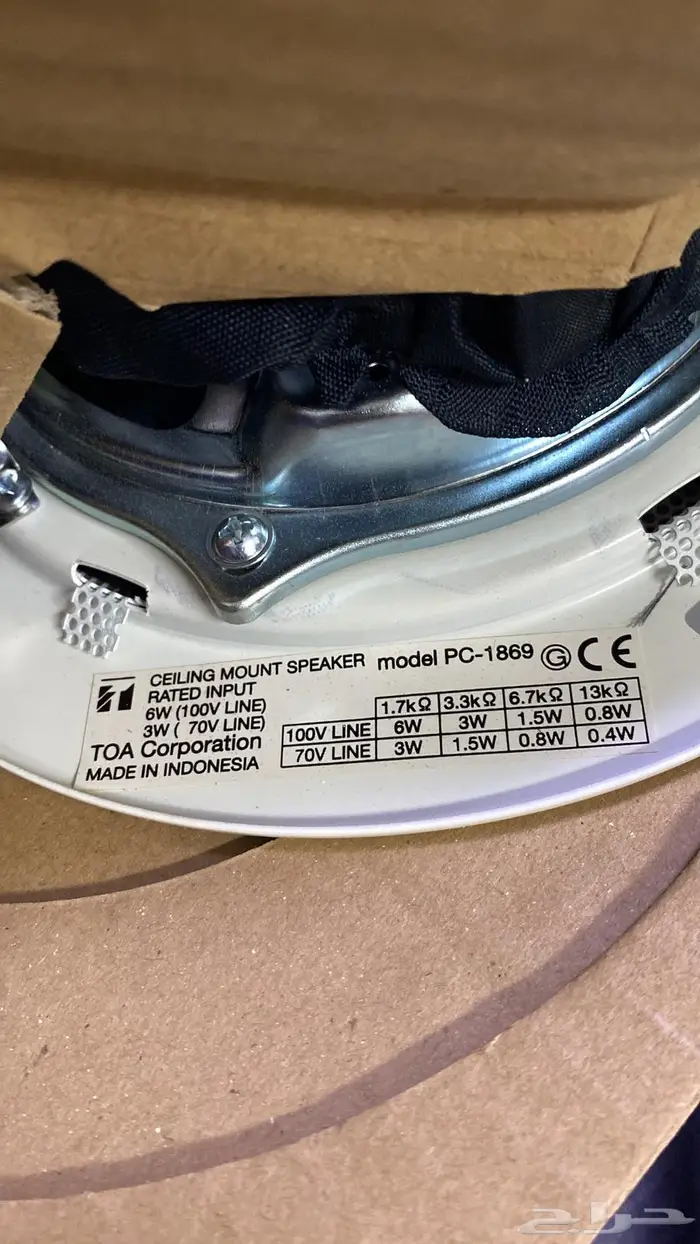 CEILING MOUNT SPEAKER model PC-1869 G CE
RATED INPUT
6W (100V LINE)
3W ( 70V LINE)
TOA Corporation
MADE IN INDONESIA
1.7kΩ 3.3kΩ 6.7kΩ 13kΩ
100V LINE 6W 3W 1.5W 0.8W
70V LINE 3W 1.5W 0.8W 0.4W
حراج